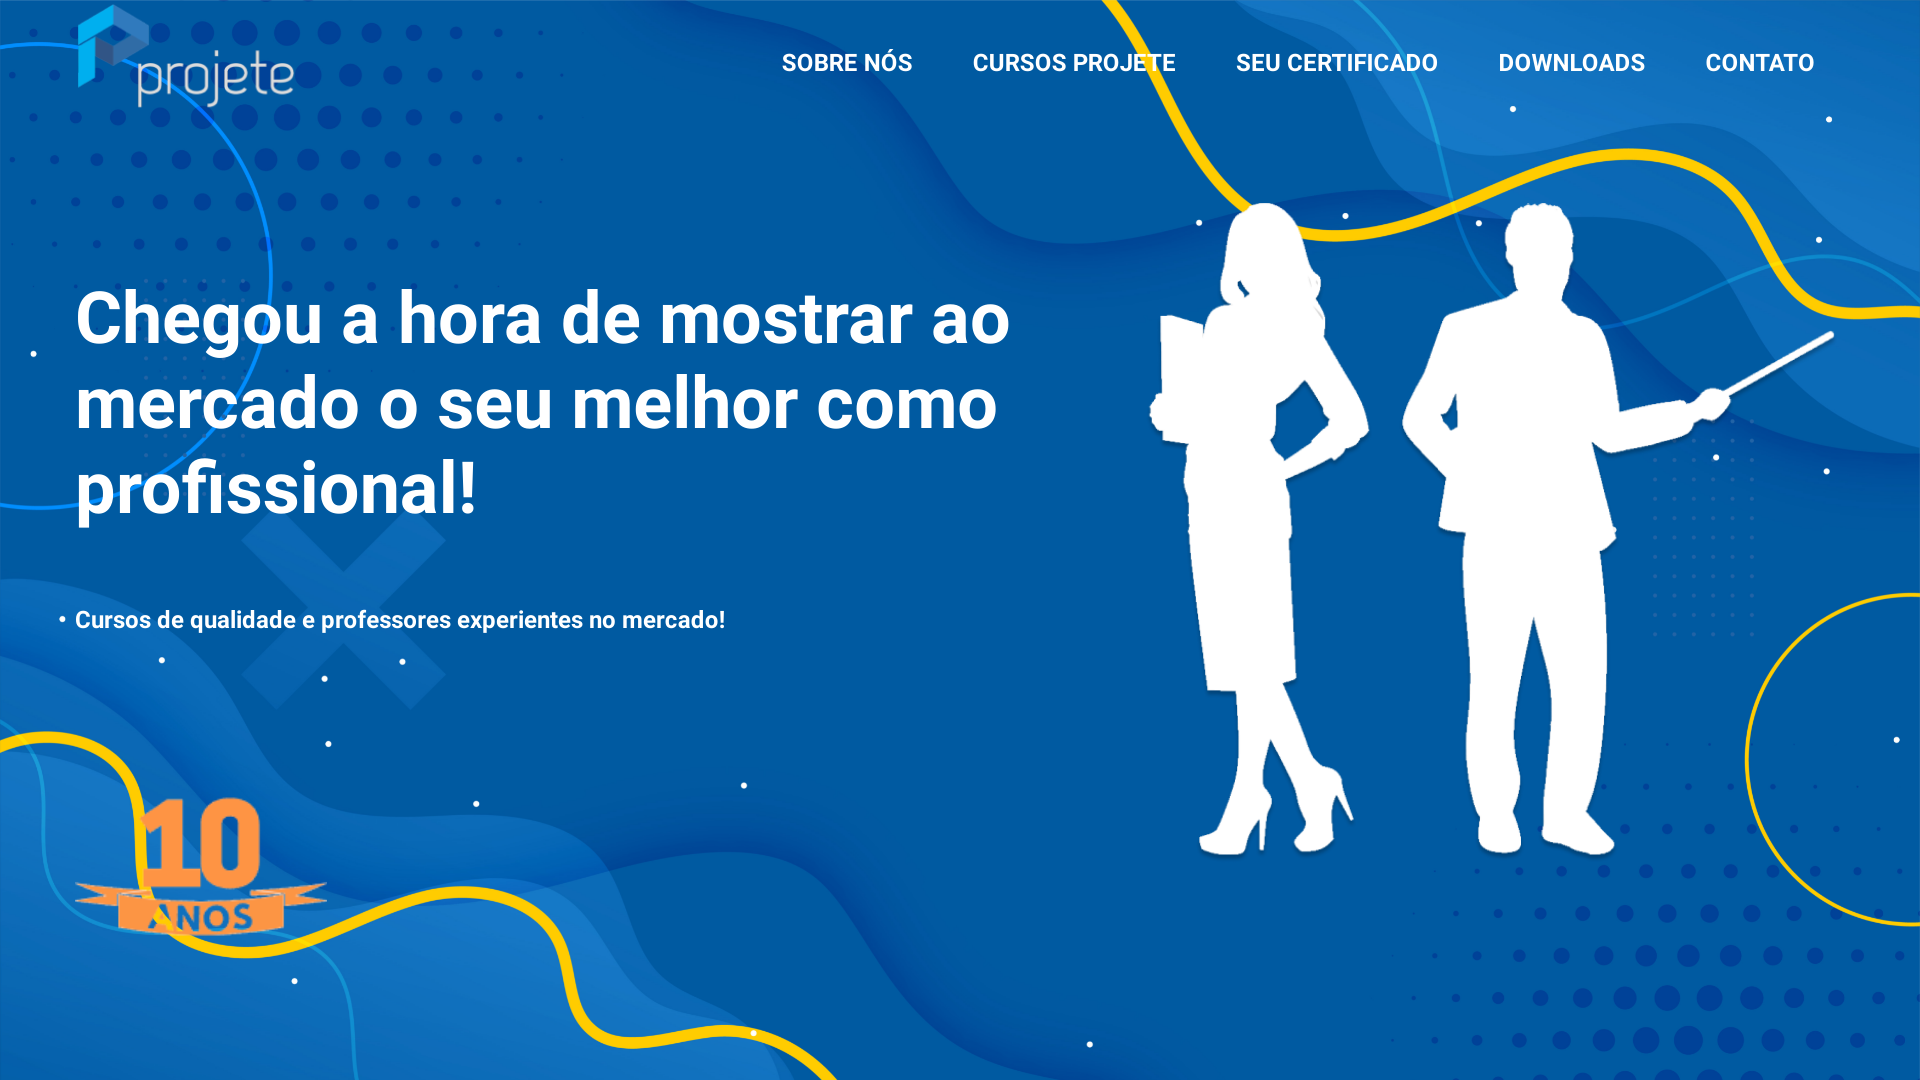 projete
SOBRE NÓS
CURSOS PROJETE
SEU CERTIFICADO
DOWNLOADS
CONTATO
Chegou a hora de mostrar ao
mercado o seu melhor como
profissional!
• Cursos de qualidade e professores experientes no mercado!
10
ANOS